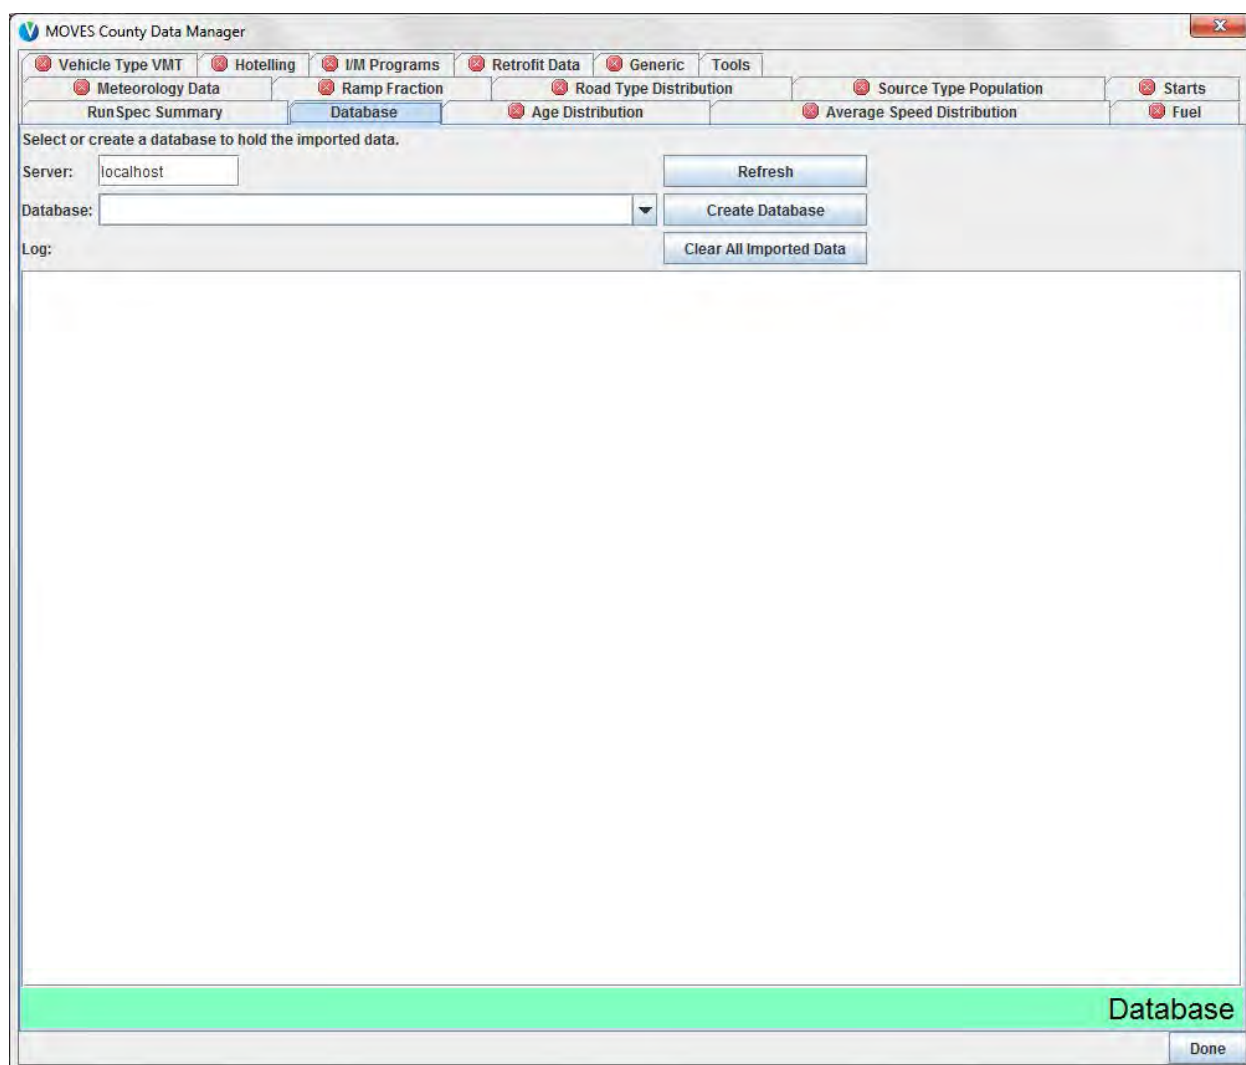 MOVES County Data Manager
Vehicle Type VMT Hotelling I/M Programs Retrofit Data Generic Tools
Meteorology Data Ramp Fraction Road Type Distribution Source Type Population Starts
RunSpec Summary Database Age Distribution Average Speed Distribution Fuel
Select or create a database to hold the imported data.
Server: localhost Refresh
Database: Create Database
Log: Clear All Imported Data
Database
Done